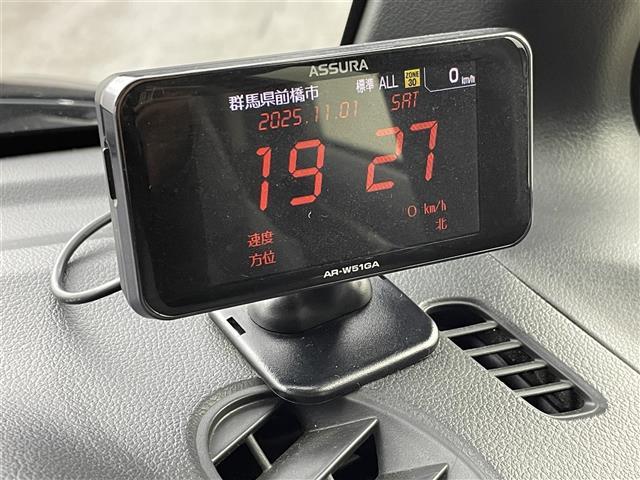 ASSURA
群馬県前橋市 標準 ALL ZONE 30 0 km/h
2025.11.01 SAT
19 27
速度 0 km/h
方位 北
AR-W51GA